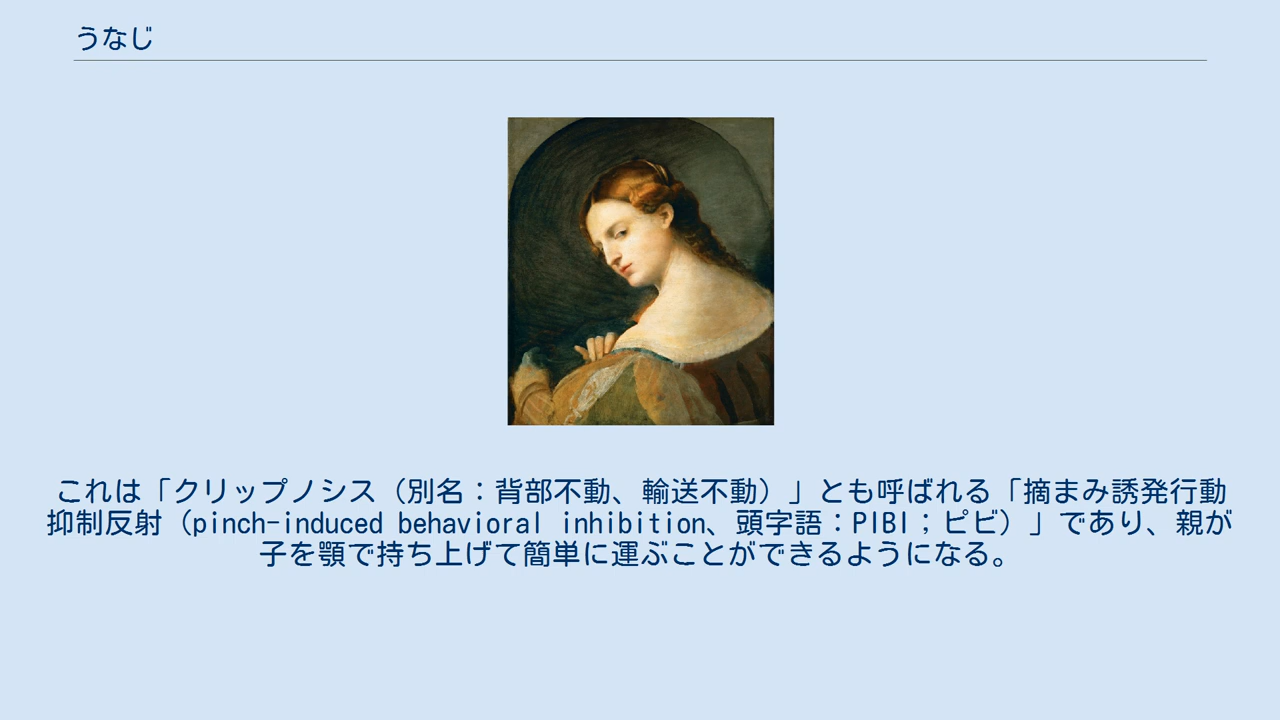 うなじ
これは「クリップノシス（別名：背部不動、輸送不動）」とも呼ばれる「摘まみ誘発行動
抑制反射（pinch-induced behavioral inhibition、頭字語：PIBI；ピビ）」であり、親が
子を顎で持ち上げて簡単に運ぶことができるようになる。